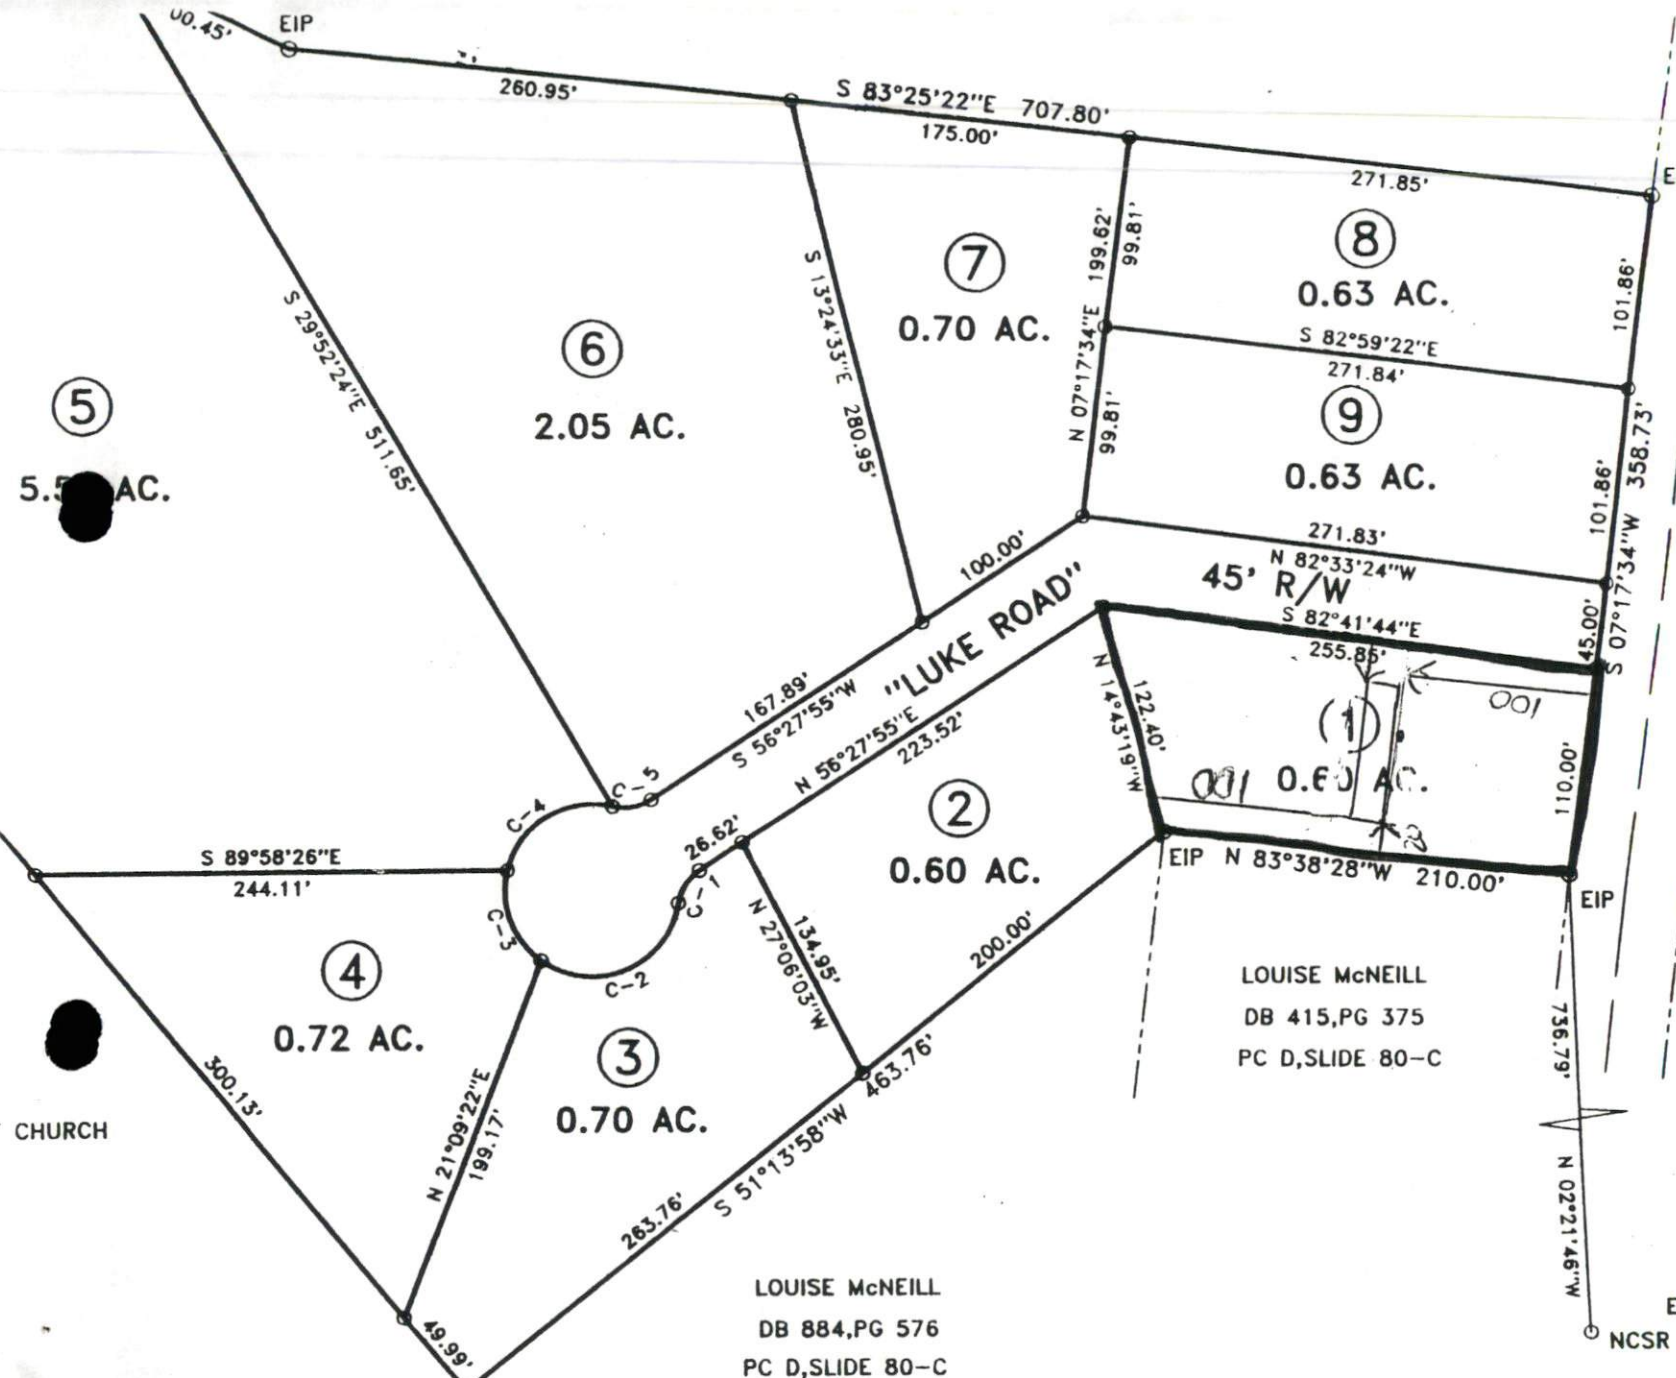 00.45'
EIP
260.95'
S 83°25'22"E 707.80'
175.00'
271.85'
E
5
AC.
S 29°52'24"E 511.65'
6
2.05 AC.
S 13°24'33"E 280.95'
7
0.70 AC.
N 07°17'34"E 199.62'
99.81'
99.81'
8
0.63 AC.
101.86'
S 82°59'22"E
271.84'
9
0.63 AC.
101.86'
S 07°17'34"W 358.73'
271.83'
N 82°33'24"W
45' R/W
45.00'
S 82°41'44"E
255.85'
100.00'
"LUKE ROAD"
167.89'
S 56°27'55"W
N 56°27'55"E
223.52'
N 14°43'19"W
122.40'
(1)
100
100
0.60 AC.
110.00'
EIP
N 83°38'28"W 210.00'
EIP
2
0.60 AC.
26.62'
C-5
C-4
C-3
C-2
C-1
S 89°58'26"E
244.11'
4
0.72 AC.
300.13'
CHURCH
N 21°09'22"E
199.17'
3
0.70 AC.
N 27°06'03"W
134.95'
200.00'
463.76'
S 51°13'58"W
263.76'
49.99'
LOUISE McNEILL
DB 415,PG 375
PC D,SLIDE 80-C
736.79'
N 02°21'46"W
E
NCSR
LOUISE McNEILL
DB 884,PG 576
PC D,SLIDE 80-C